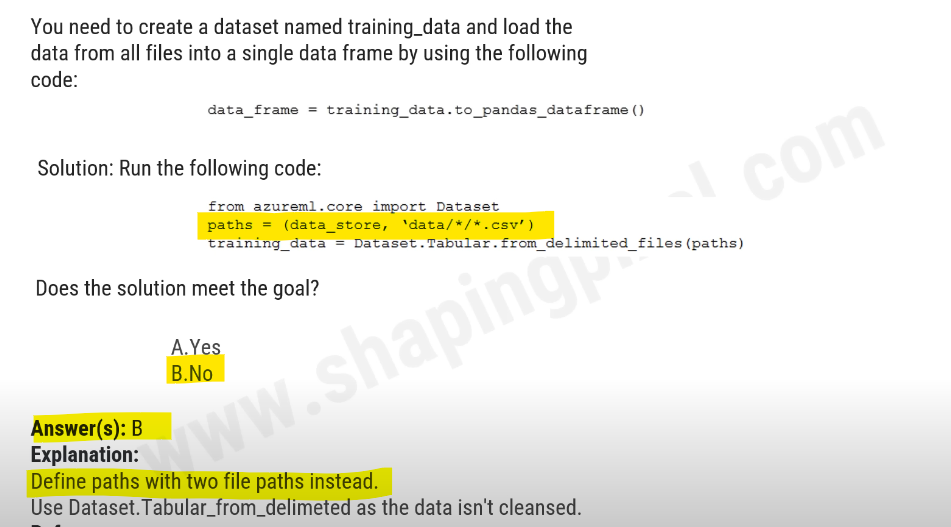 You need to create a dataset named training_data and load the
data from all files into a single data frame by using the following
code:
data_frame = training_data.to_pandas_dataframe()
Solution: Run the following code:
from azureml.core import Dataset
paths = (data_store, ‘data/*/*.csv’)
training_data = Dataset.Tabular.from_delimited_files(paths)
Does the solution meet the goal?
A.Yes
B.No
Answer(s): B
Explanation:
Define paths with two file paths instead.
Use Dataset.Tabular_from_delimeted as the data isn't cleansed.